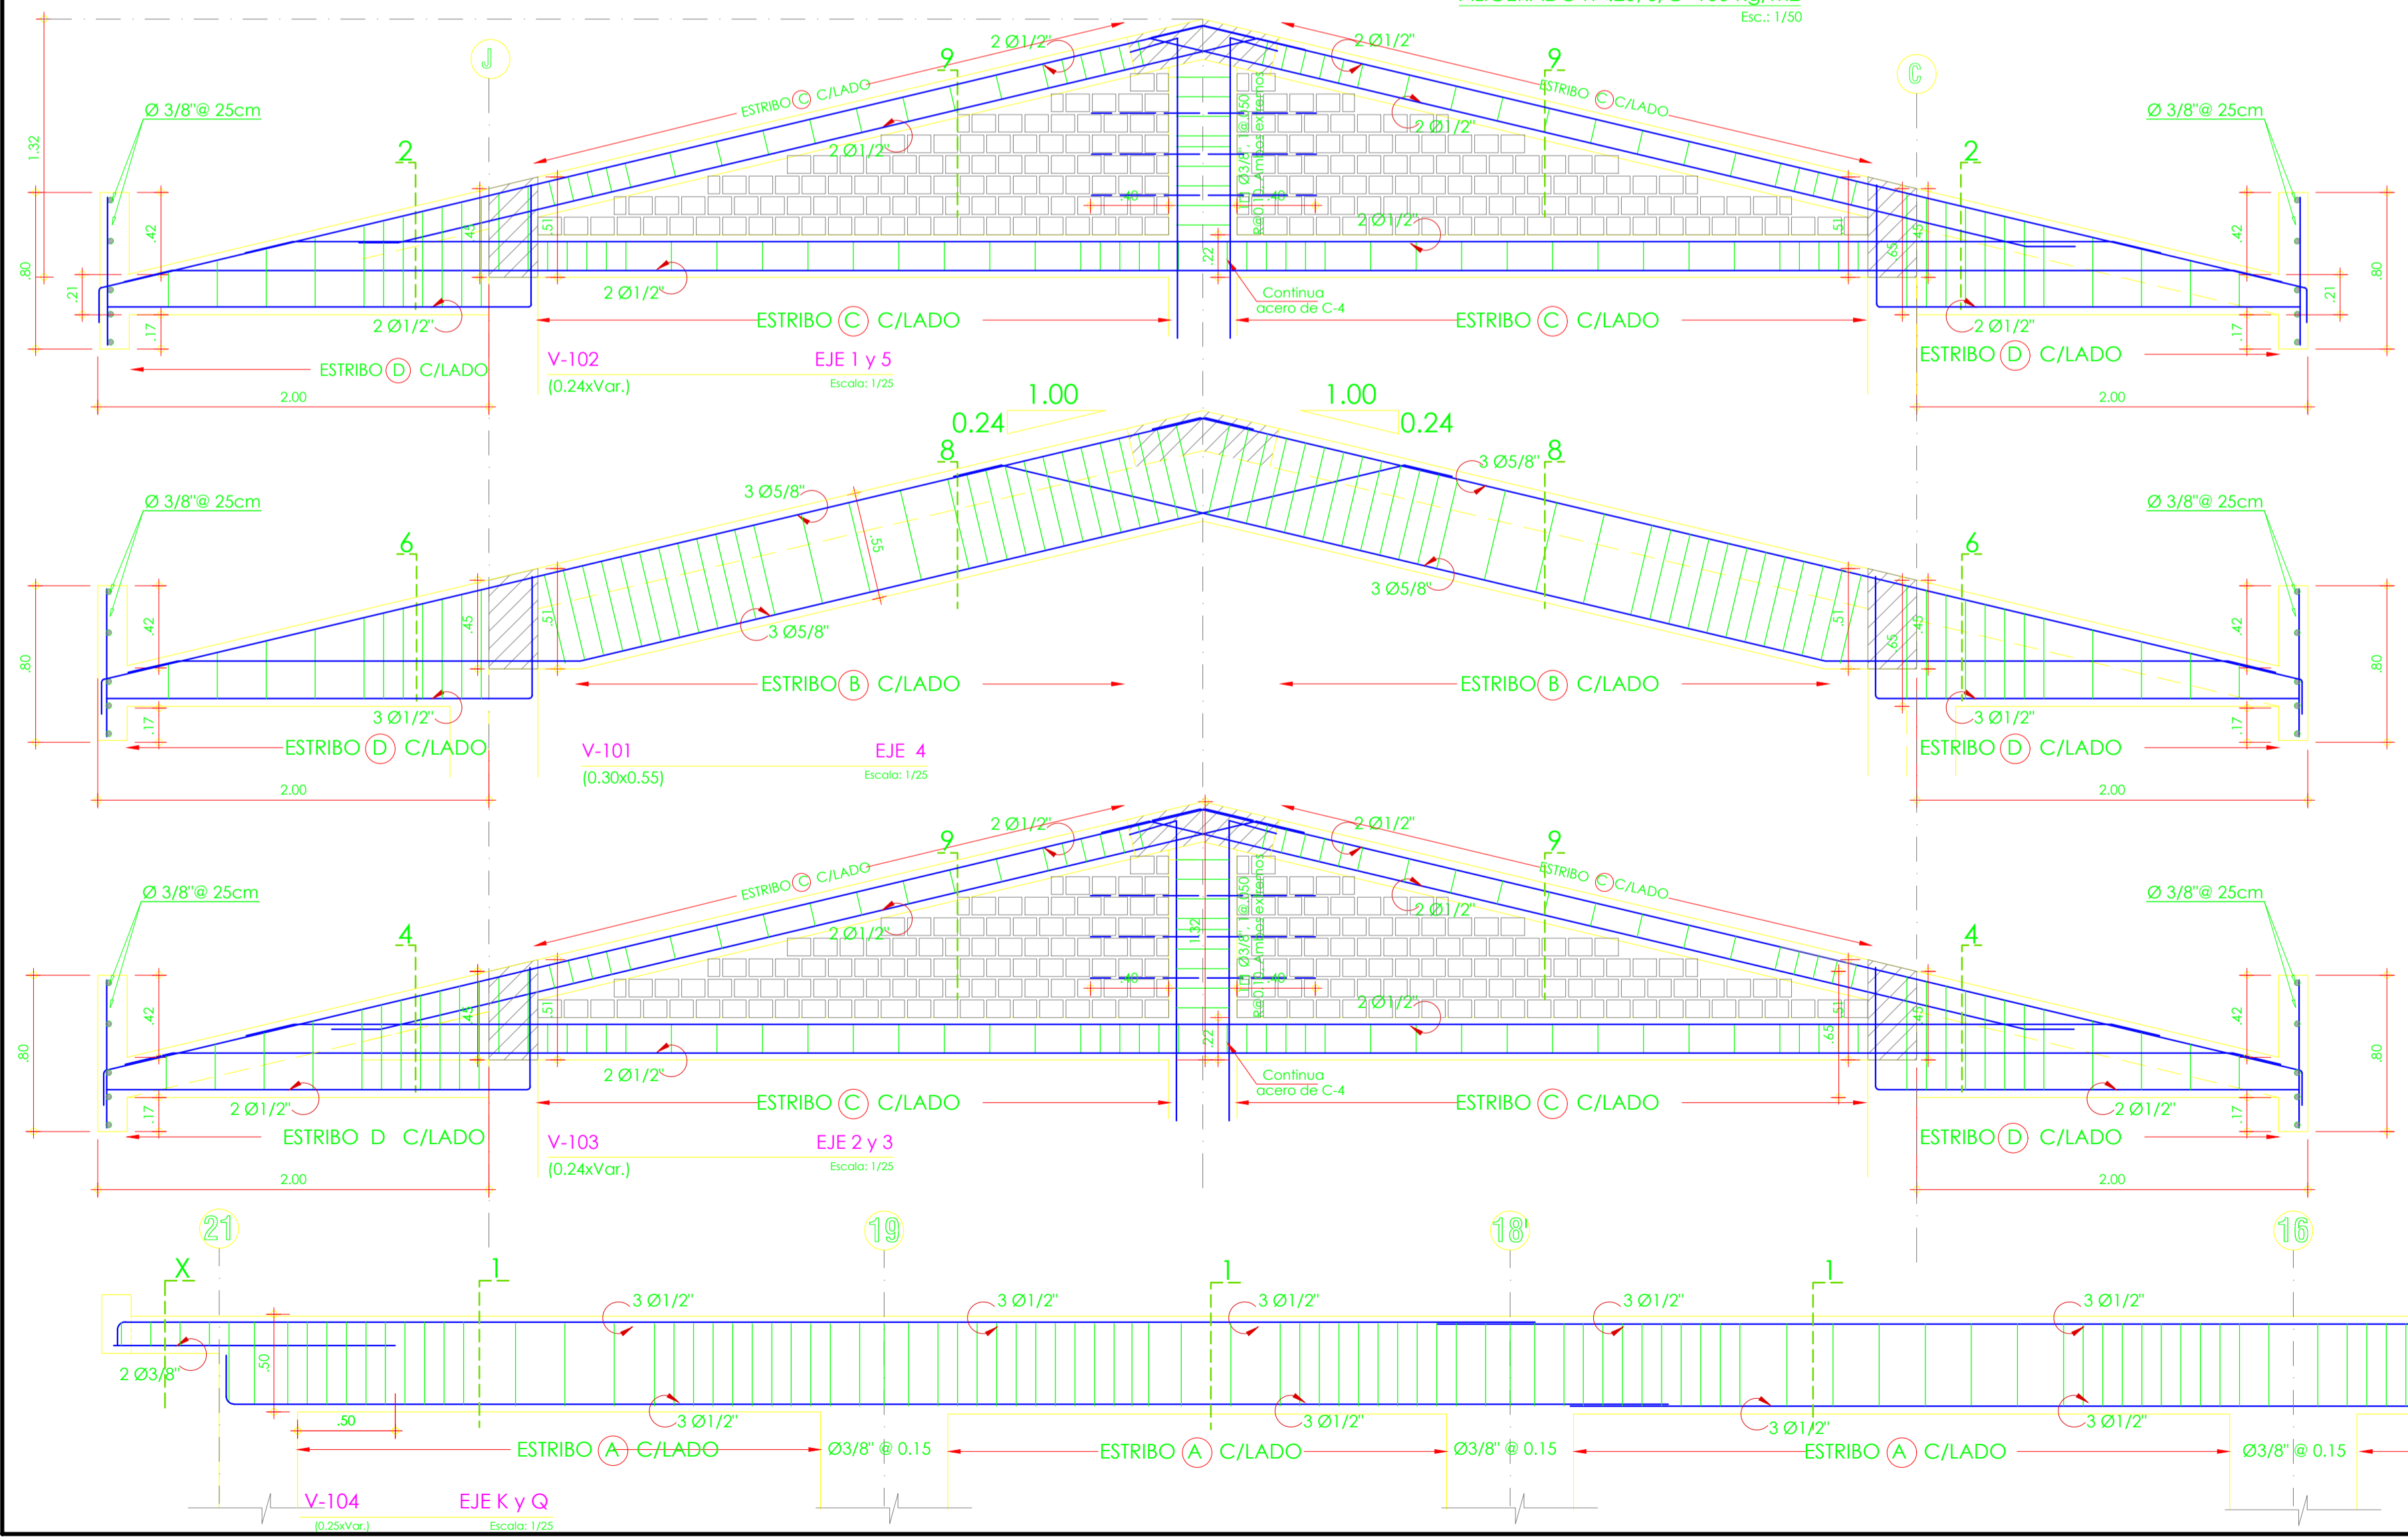 Esc.: 1/50
J
C
Ø 3/8"@ 25cm
2 Ø1/2"
2 Ø1/2"
Ø 3/8"@ 25cm
9
9
2
2
ESTRIBO C C/LADO
ESTRIBO C C/LADO
2 Ø1/2"
2 Ø1/2"
2 Ø1/2"
1.32
.80
.42
.21
.17
.45
.51
.48
.48
.22
.51
.65
.45
.42
.21
.17
.80
2 Ø1/2"
2 Ø1/2"
2 Ø1/2"
Continua
acero de C-4
ESTRIBO D C/LADO
ESTRIBO C C/LADO
ESTRIBO C C/LADO
ESTRIBO D C/LADO
V-102 EJE 1 y 5
(0.24xVar.) Escala: 1/25
2.00
2.00
1.00
0.24
1.00
0.24
Ø 3/8"@ 25cm
3 Ø5/8"
3 Ø5/8"
Ø 3/8"@ 25cm
8
8
6
6
.80
.42
.17
.45
.51
.55
.51
.65
.45
.42
.17
.80
3 Ø5/8"
3 Ø5/8"
3 Ø1/2"
3 Ø1/2"
ESTRIBO D C/LADO
ESTRIBO B C/LADO
ESTRIBO B C/LADO
ESTRIBO D C/LADO
V-101 EJE 4
(0.30x0.55) Escala: 1/25
2.00
2.00
Ø 3/8"@ 25cm
2 Ø1/2"
2 Ø1/2"
Ø 3/8"@ 25cm
9
9
4
4
ESTRIBO C C/LADO
ESTRIBO C C/LADO
2 Ø1/2"
2 Ø1/2"
2 Ø1/2"
.80
.42
.17
.45
.51
.48
1.32
.48
.22
.51
.65
.45
.42
.17
.80
2 Ø1/2"
2 Ø1/2"
2 Ø1/2"
Continua
acero de C-4
ESTRIBO D C/LADO
ESTRIBO C C/LADO
ESTRIBO C C/LADO
ESTRIBO D C/LADO
V-103 EJE 2 y 3
(0.24xVar.) Escala: 1/25
2.00
2.00
21
19
18'
16
X
1
1
1
3 Ø1/2"
3 Ø1/2"
3 Ø1/2"
3 Ø1/2"
3 Ø1/2"
2 Ø3/8"
.50
.50
3 Ø1/2"
3 Ø1/2"
3 Ø1/2"
3 Ø1/2"
ESTRIBO A C/LADO
Ø3/8" @ 0.15
ESTRIBO A C/LADO
Ø3/8" @ 0.15
ESTRIBO A C/LADO
Ø3/8" @ 0.15
V-104 EJE K y Q
(0.25xVar.) Escala: 1/25